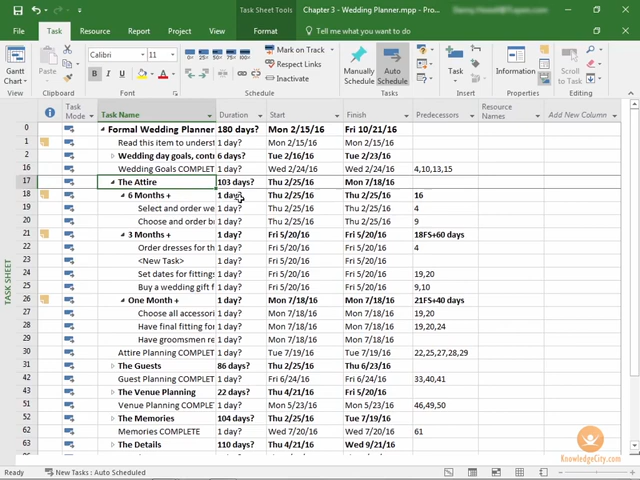 Task Sheet Tools
Chapter 3 - Wedding Planner.mpp - Pro...
File Task Resource Report Project View Format Tell me what you want to do
Calibri 11
B I U A
Gantt Chart
Paste
Mark on Track
Respect Links
Inactivate
Auto Schedule
Task
Information
Scroll to Task
View
Clipboard
Font
Schedule
Tasks
Insert
Properties
Editing
Task Mode Task Name Duration Start Finish Predecessors Resource Names Add New Column
0 Formal Wedding Planner 180 days? Mon 2/15/16 Fri 10/21/16
1 Read this item to underst 1 day? Mon 2/15/16 Mon 2/15/16
2 Wedding day goals, contr 6 days? Tue 2/16/16 Tue 2/23/16
16 Wedding Goals COMPLET 1 day? Wed 2/24/16 Wed 2/24/16 4,10,13,15
17 The Attire 103 days? Thu 2/25/16 Mon 7/18/16
18 6 Months + 1 day? Thu 2/25/16 Thu 2/25/16 16
19 Select and order we 1 day? Thu 2/25/16 Thu 2/25/16 4
20 Choose and order b 1 day? Thu 2/25/16 Thu 2/25/16 9
21 3 Months + 1 day? Fri 5/20/16 Fri 5/20/16 18FS+60 days
22 Order dresses for th 1 day? Fri 5/20/16 Fri 5/20/16 4
23 <New Task> 1 day? Fri 5/20/16 Fri 5/20/16
24 Set dates for fittings 1 day? Fri 5/20/16 Fri 5/20/16 19,20
25 Buy a wedding gift f 1 day? Fri 5/20/16 Fri 5/20/16 9,10
26 One Month + 1 day? Mon 7/18/16 Mon 7/18/16 21FS+40 days
27 Choose all accessori 1 day? Mon 7/18/16 Mon 7/18/16 19,20
28 Have final fitting for 1 day? Mon 7/18/16 Mon 7/18/16 19,20,24
29 Have groomsmen re 1 day? Mon 7/18/16 Mon 7/18/16
30 Attire Planning COMPLET 1 day? Tue 7/19/16 Tue 7/19/16 22,25,27,28,29
31 The Guests 86 days? Thu 2/25/16 Thu 6/23/16
42 Guest Planning COMPLET 1 day? Fri 6/24/16 Fri 6/24/16 33,40,41
43 The Venue Planning 22 days? Thu 4/21/16 Fri 5/20/16
51 Venue Planning COMPLET 1 day? Mon 5/23/16 Mon 5/23/16 46,49,50
52 The Memories 104 days? Thu 2/25/16 Tue 7/19/16
62 Memories COMPLETE 1 day? Wed 7/20/16 Wed 7/20/16 61
63 The Details 110 days? Thu 4/21/16 Wed 9/21/16
TASK SHEET
KnowledgeCity.com
Ready New Tasks : Auto Scheduled